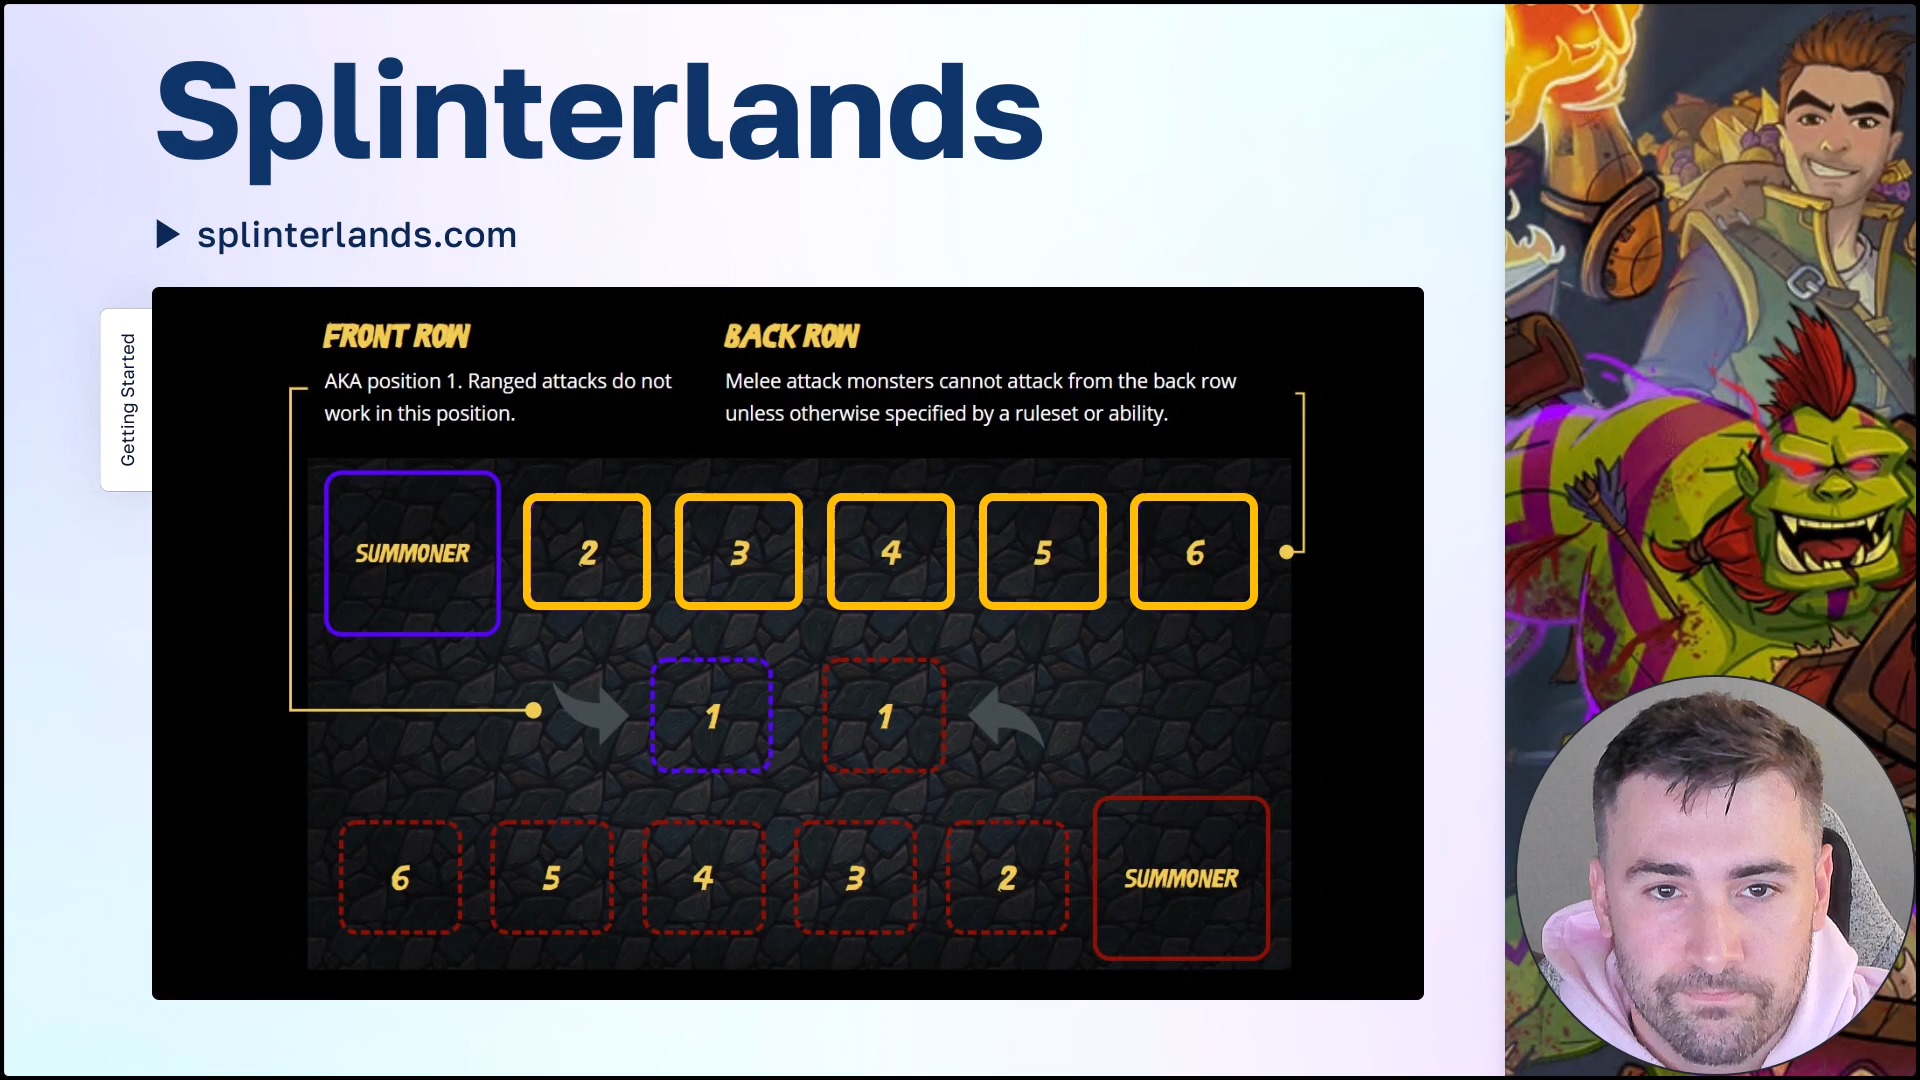 Splinterlands
splinterlands.com
Getting Started
FRONT ROW
AKA position 1. Ranged attacks do not
work in this position.
BACK ROW
Melee attack monsters cannot attack from the back row
unless otherwise specified by a ruleset or ability.
SUMMONER 2 3 4 5 6
1 1
6 5 4 3 2 SUMMONER